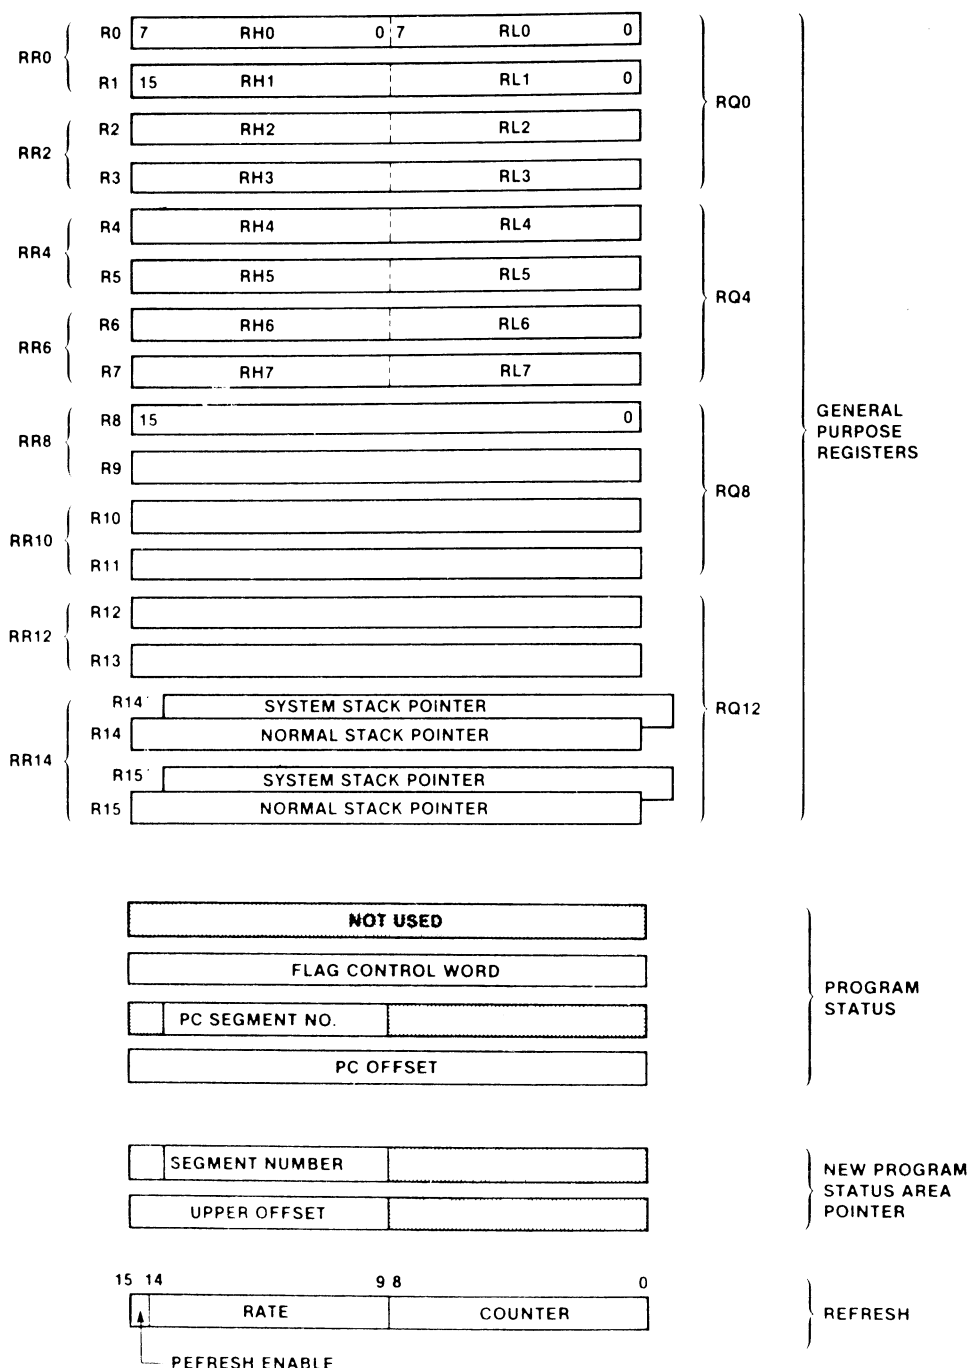 RR0 R0 7 RH0 0 7 RL0 0
R1 15 RH1 RL1 0
RQ0
RR2 R2 RH2 RL2
R3 RH3 RL3
RR4 R4 RH4 RL4
R5 RH5 RL5
RQ4
RR6 R6 RH6 RL6
R7 RH7 RL7
RR8 R8 15 0
R9
RQ8
RR10 R10
R11
RR12 R12
R13
RR14 R14' SYSTEM STACK POINTER
R14 NORMAL STACK POINTER
RQ12
R15' SYSTEM STACK POINTER
R15 NORMAL STACK POINTER
GENERAL
PURPOSE
REGISTERS
NOT USED
FLAG CONTROL WORD
PC SEGMENT NO.
PC OFFSET
PROGRAM
STATUS
SEGMENT NUMBER
UPPER OFFSET
NEW PROGRAM
STATUS AREA
POINTER
15 14 9 8 0
RATE COUNTER
REFRESH
PEFRESH ENABLE